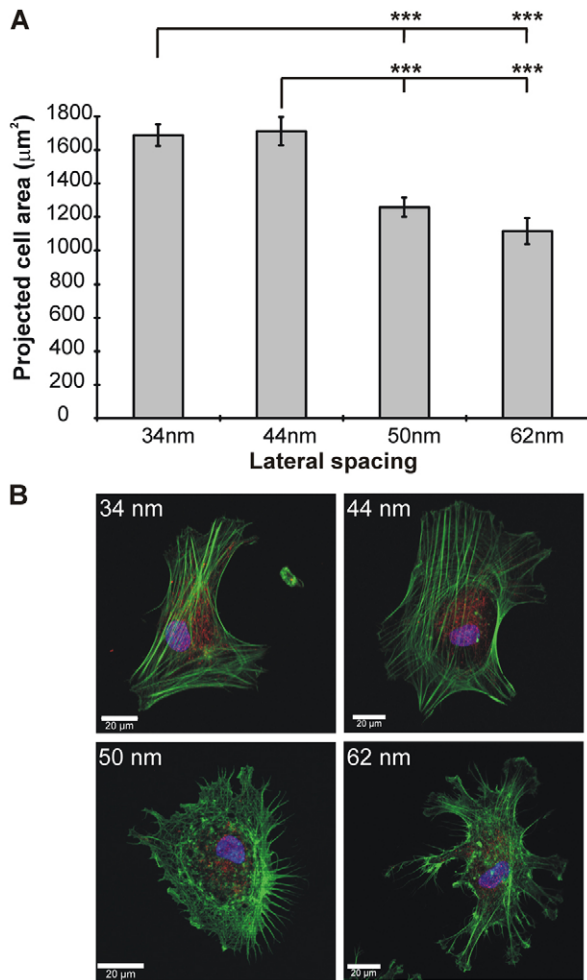 A
*** ***
*** ***
Projected cell area (μm²)
1800
1600
1400
1200
1000
800
600
400
200
0
34nm 44nm 50nm 62nm
Lateral spacing
B
34 nm 44 nm
20 μm 20 μm
50 nm 62 nm
20 μm 20 μm